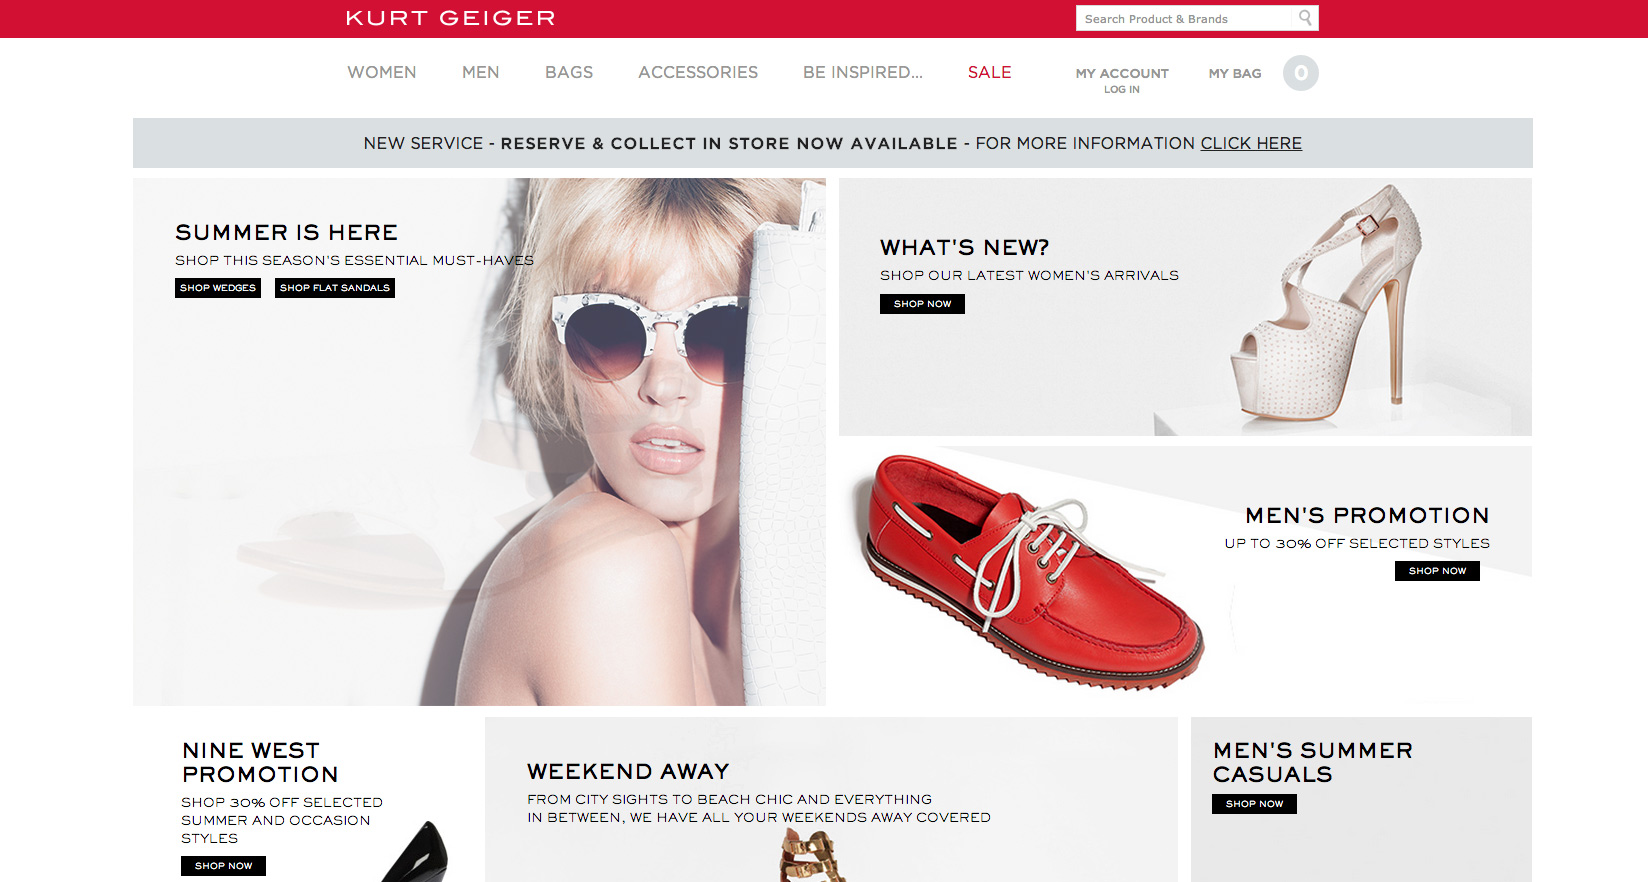 KURT GEIGER
Search Product & Brands
WOMEN
MEN
BAGS
ACCESSORIES
BE INSPIRED...
SALE
MY ACCOUNT
LOG IN
MY BAG
0
NEW SERVICE - RESERVE & COLLECT IN STORE NOW AVAILABLE - FOR MORE INFORMATION CLICK HERE
SUMMER IS HERE
SHOP THIS SEASON'S ESSENTIAL MUST-HAVES
SHOP WEDGES
SHOP FLAT SANDALS
WHAT'S NEW?
SHOP OUR LATEST WOMEN'S ARRIVALS
SHOP NOW
MEN'S PROMOTION
UP TO 30% OFF SELECTED STYLES
SHOP NOW
NINE WEST
PROMOTION
SHOP 30% OFF SELECTED
SUMMER AND OCCASION
STYLES
SHOP NOW
WEEKEND AWAY
FROM CITY SIGHTS TO BEACH CHIC AND EVERYTHING
IN BETWEEN, WE HAVE ALL YOUR WEEKENDS AWAY COVERED
MEN'S SUMMER
CASUALS
SHOP NOW